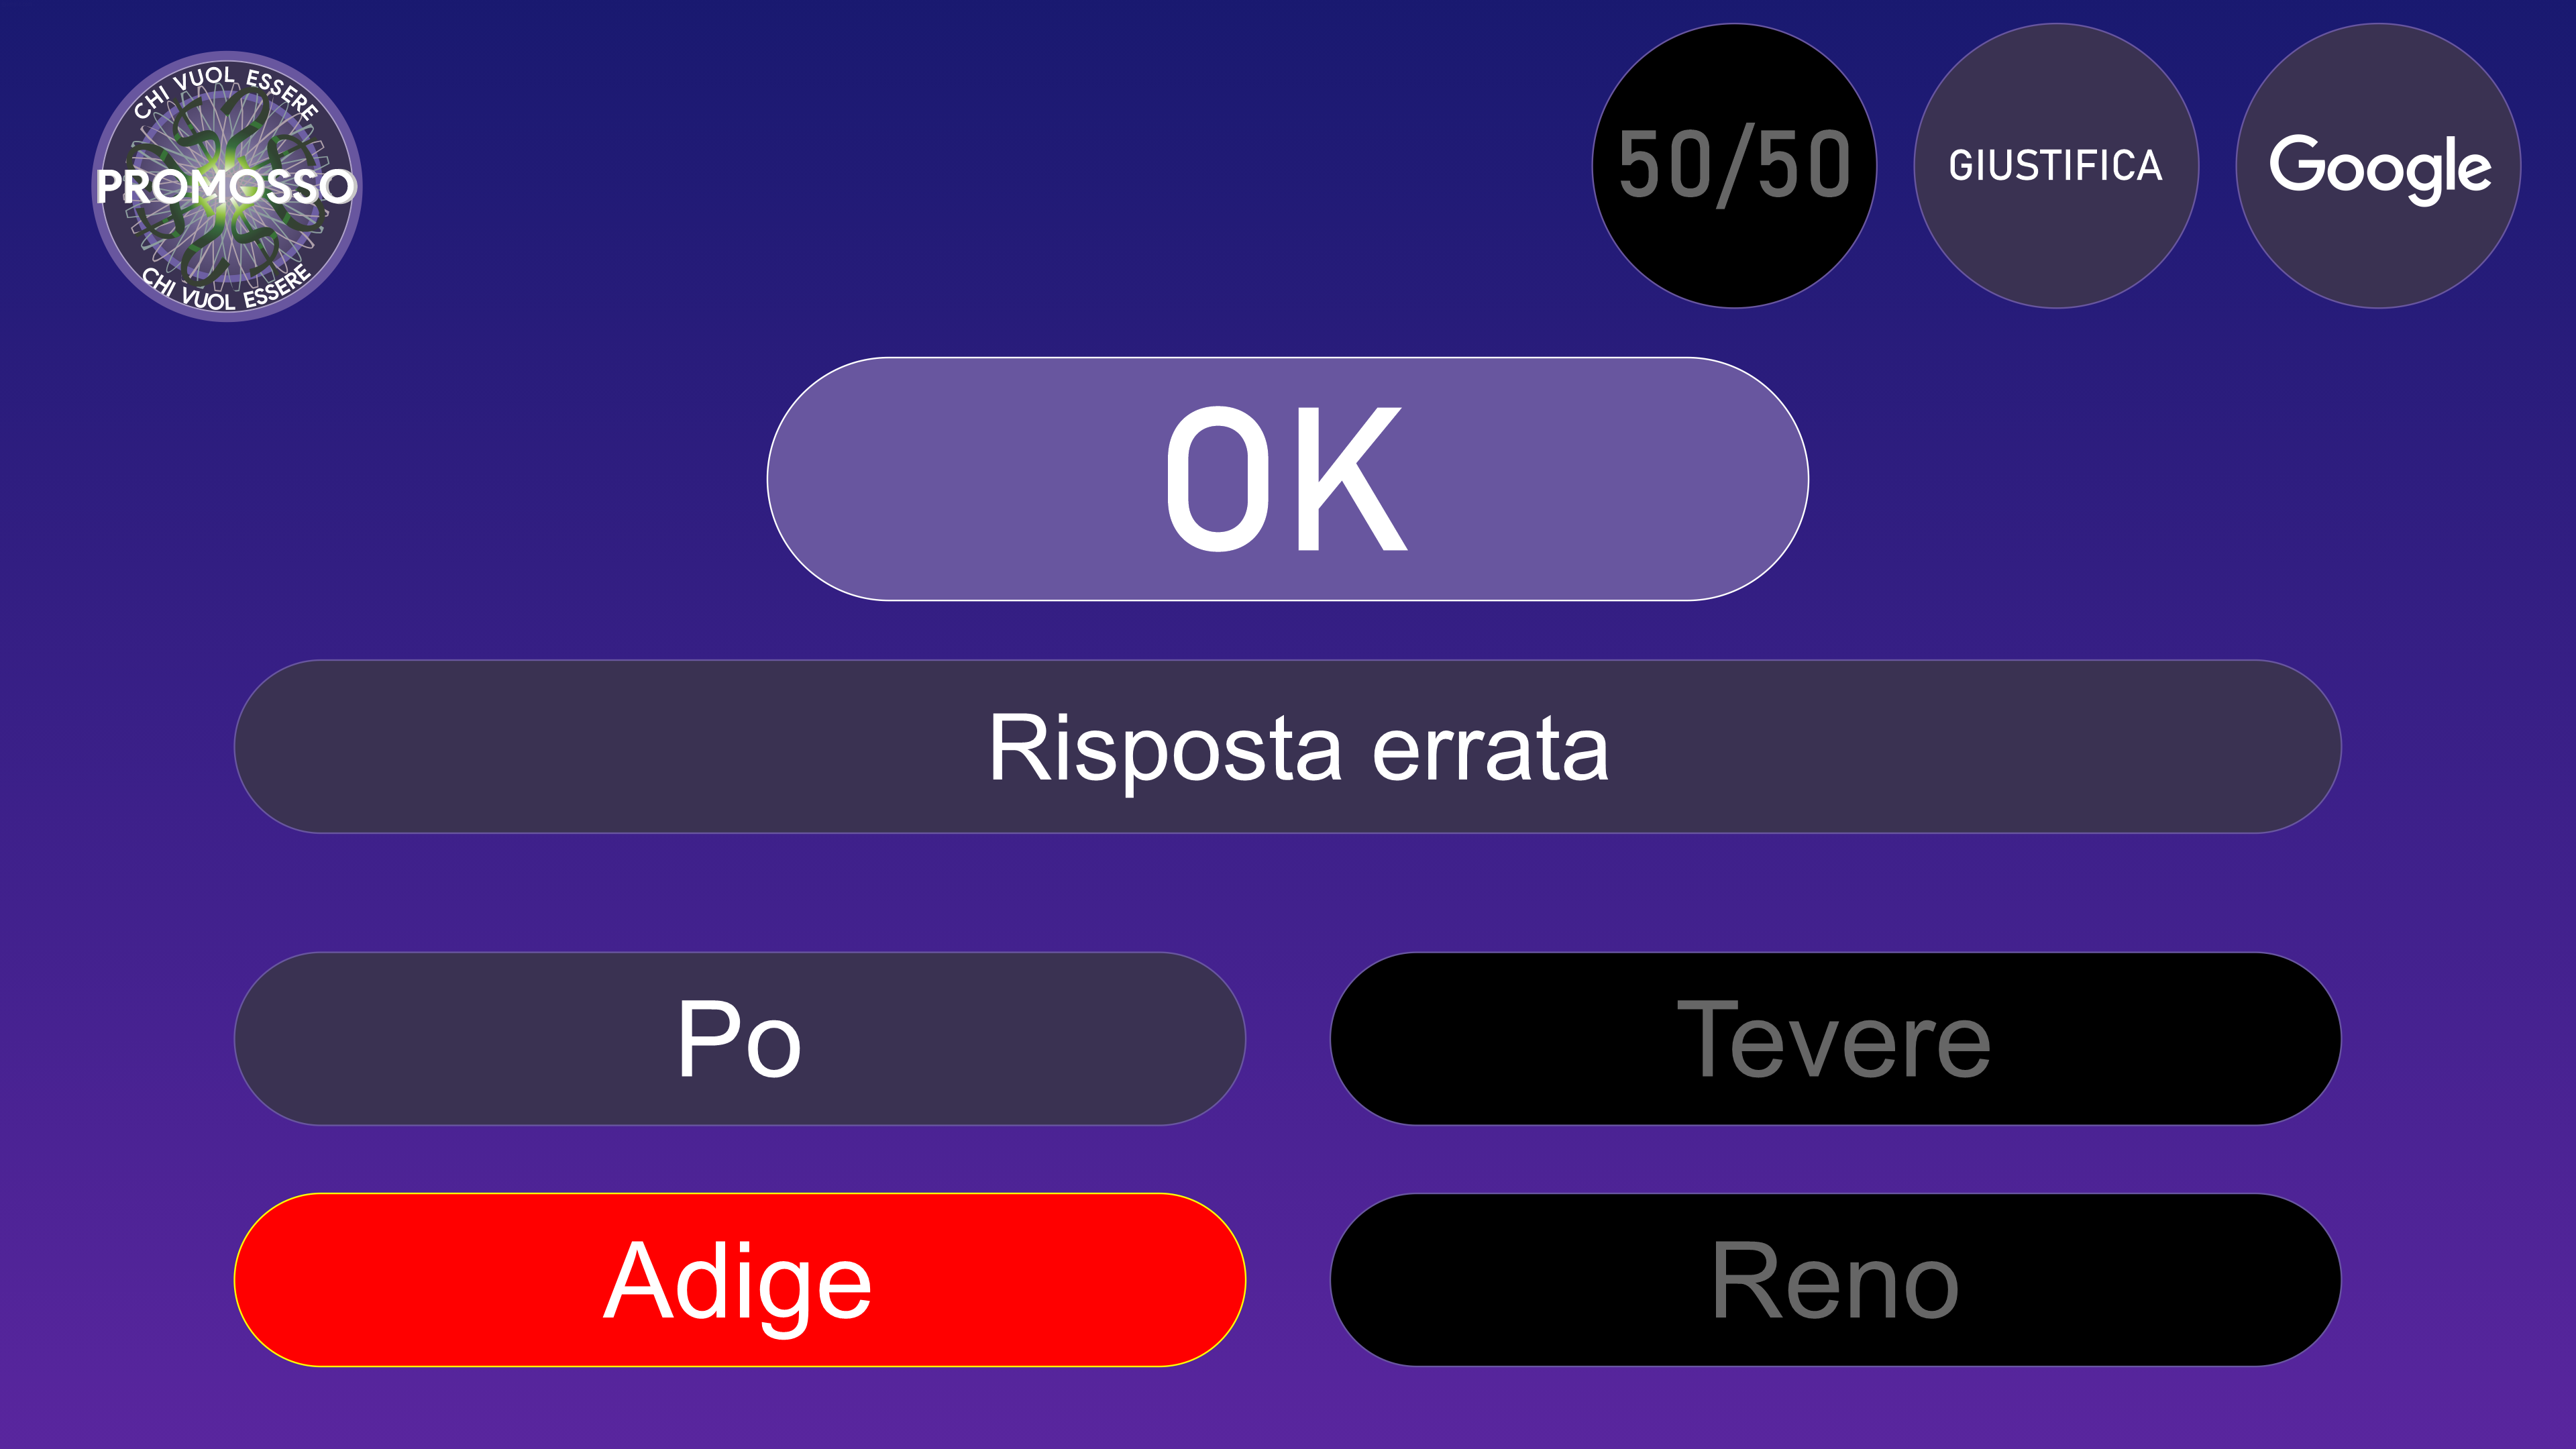 CHI VUOL ESSERE
PROMOSSO
CHI VUOL ESSERE
50/50
GIUSTIFICA
Google
OK
Risposta errata
Po
Tevere
Adige
Reno